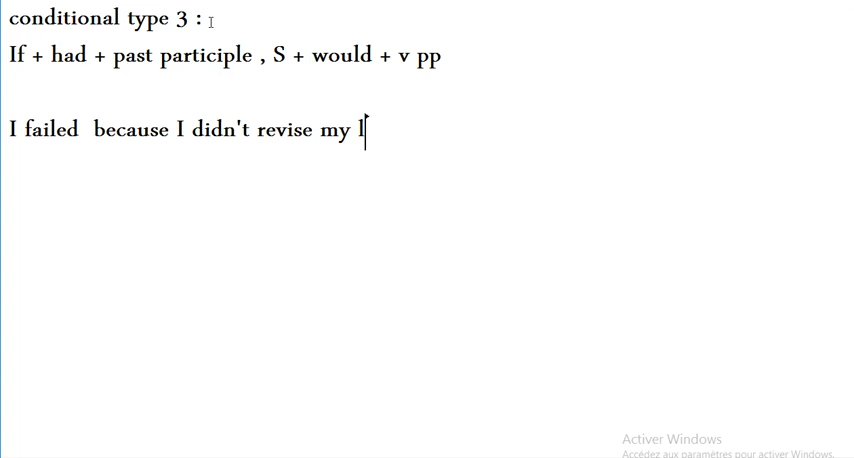 conditional type 3 :
If + had + past participle , S + would + v pp
I failed  because I didn't revise my l
Activer Windows
Accédez aux paramètres pour activer Windows.